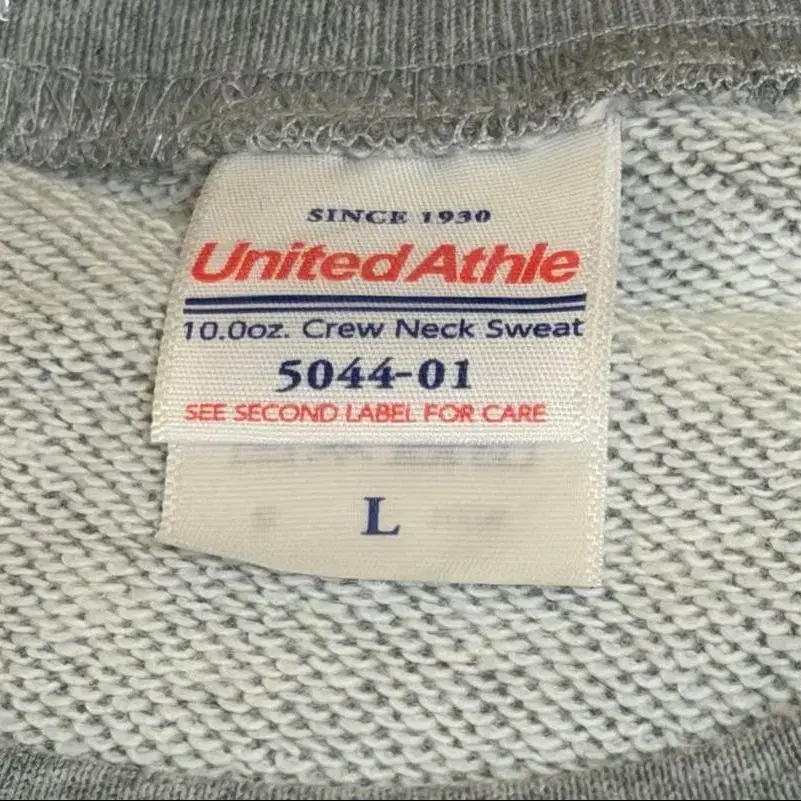 SINCE 1930
United Athle
10.0oz. Crew Neck Sweat
5044-01
SEE SECOND LABEL FOR CARE
L